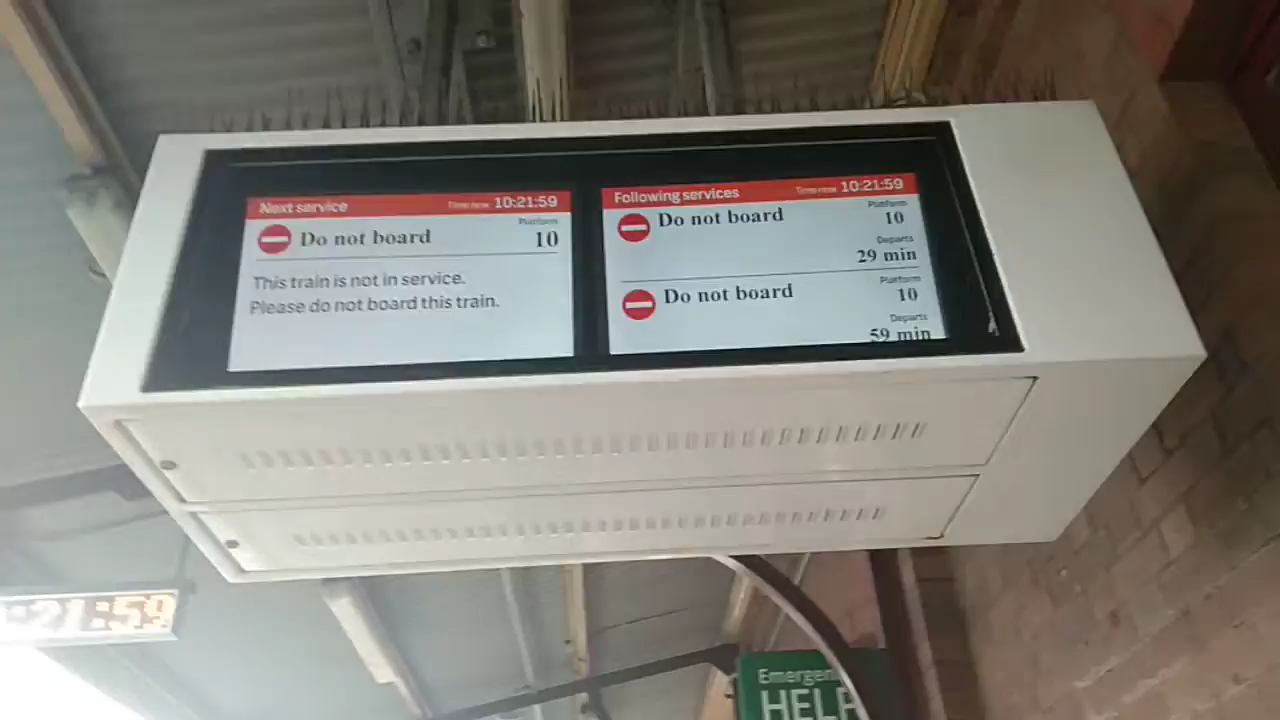 Next service Time now 10:21:59
Platform
Do not board 10
This train is not in service.
Please do not board this train.
Following services Time now 10:21:59
Platform
Do not board 10
Departs
29 min
Platform
Do not board 10
Departs
59 min
:21:59
Emergen
HELP